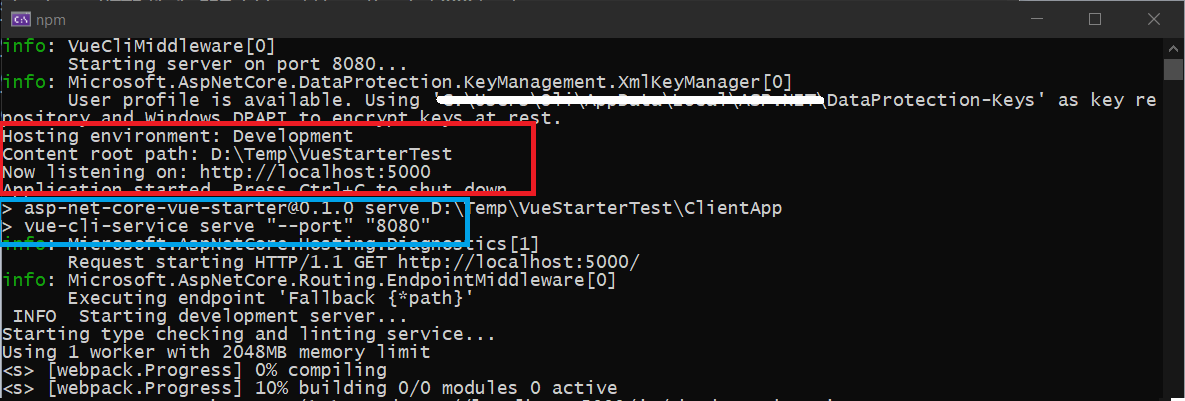 npm
info: VueCliMiddleware[0]
Starting server on port 8080...
info: Microsoft.AspNetCore.DataProtection.KeyManagement.XmlKeyManager[0]
User profile is available. Using '\DataProtection-Keys' as key re
pository and Windows DPAPI to encrypt keys at rest.
Hosting environment: Development
Content root path: D:\Temp\VueStarterTest
Now listening on: http://localhost:5000
Application started. Press Ctrl+C to shut down.
> asp-net-core-vue-starter@0.1.0 serve D:\Temp\VueStarterTest\ClientApp
> vue-cli-service serve "--port" "8080"
info: Microsoft.AspNetCore.Hosting.Diagnostics[1]
Request starting HTTP/1.1 GET http://localhost:5000/
info: Microsoft.AspNetCore.Routing.EndpointMiddleware[0]
Executing endpoint 'Fallback {*path}'
INFO  Starting development server...
Starting type checking and linting service...
Using 1 worker with 2048MB memory limit
<s> [webpack.Progress] 0% compiling
<s> [webpack.Progress] 10% building 0/0 modules 0 active